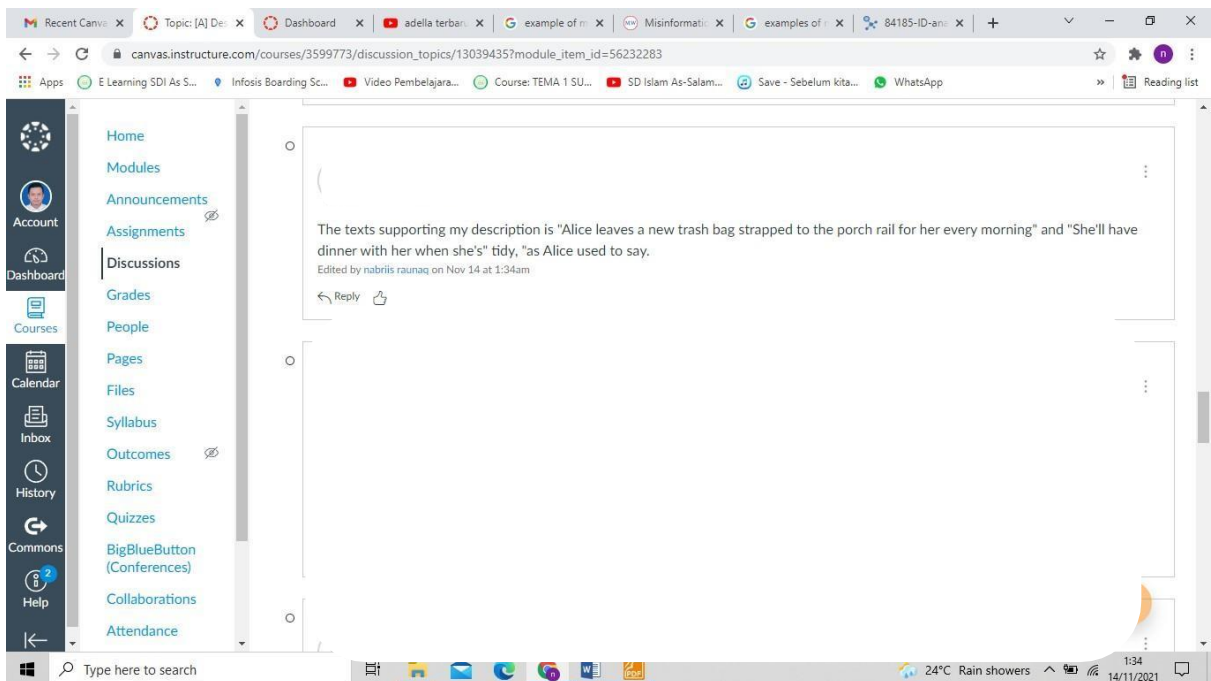 Recent Canva
Topic: [A] Des
Dashboard
adella terbaru
example of m
Misinformatic
examples of
84185-ID-ana
canvas.instructure.com/courses/3599773/discussion_topics/13039435?module_item_id=56232283
n
Apps
E Learning SDI As S...
Infosis Boarding Sc...
Video Pembelajara...
Course: TEMA 1 SU...
SD Islam As-Salam...
Save - Sebelum kita...
WhatsApp
»
Reading list
Account
Dashboard
Courses
Calendar
Inbox
History
Commons
2
Help
Home
Modules
Announcements
Assignments
Discussions
Grades
People
Pages
Files
Syllabus
Outcomes
Rubrics
Quizzes
BigBlueButton
(Conferences)
Collaborations
Attendance
The texts supporting my description is "Alice leaves a new trash bag strapped to the porch rail for her every morning" and "She'll have
dinner with her when she's" tidy, "as Alice used to say.
Edited by nabriis raunaq on Nov 14 at 1:34am
Reply
Type here to search
24°C Rain showers
1:34
14/11/2021